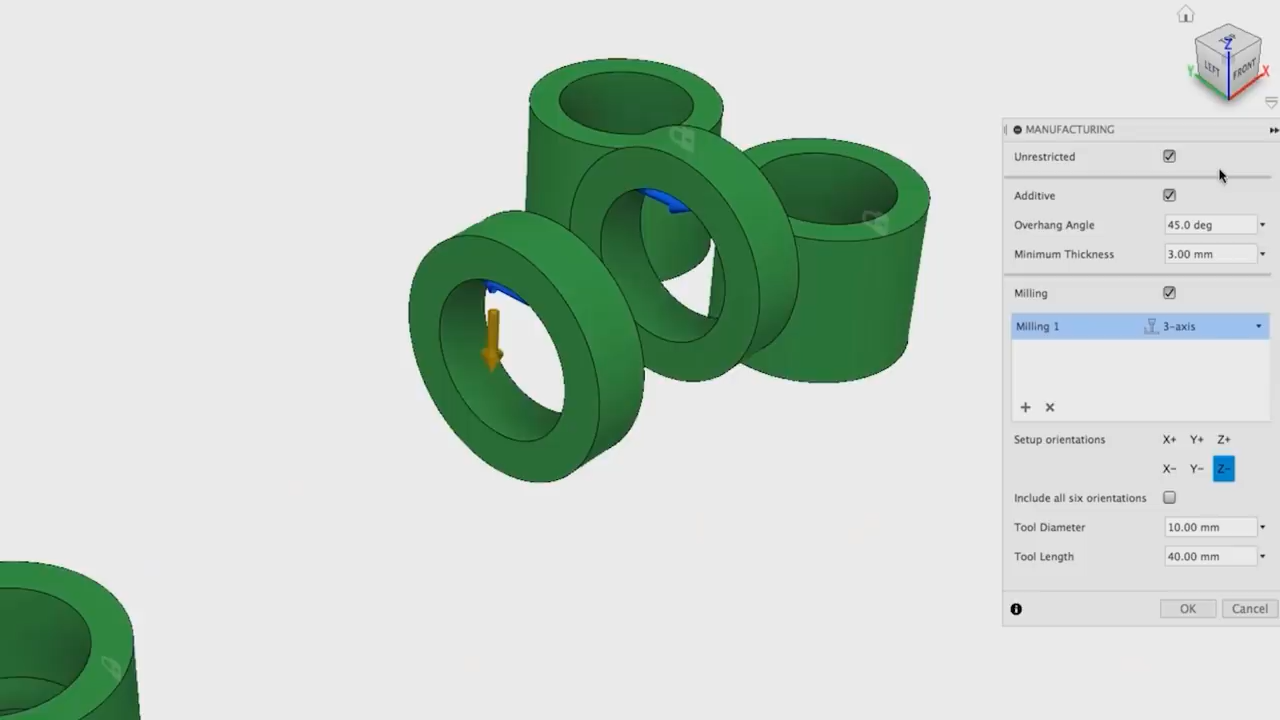 TOP
Z
LEFT
FRONT
Y
X
MANUFACTURING
Unrestricted
Additive
Overhang Angle 45.0 deg
Minimum Thickness 3.00 mm
Milling
Milling 1 3-axis
Setup orientations X+ Y+ Z+
X- Y- Z-
Include all six orientations
Tool Diameter 10.00 mm
Tool Length 40.00 mm
OK Cancel